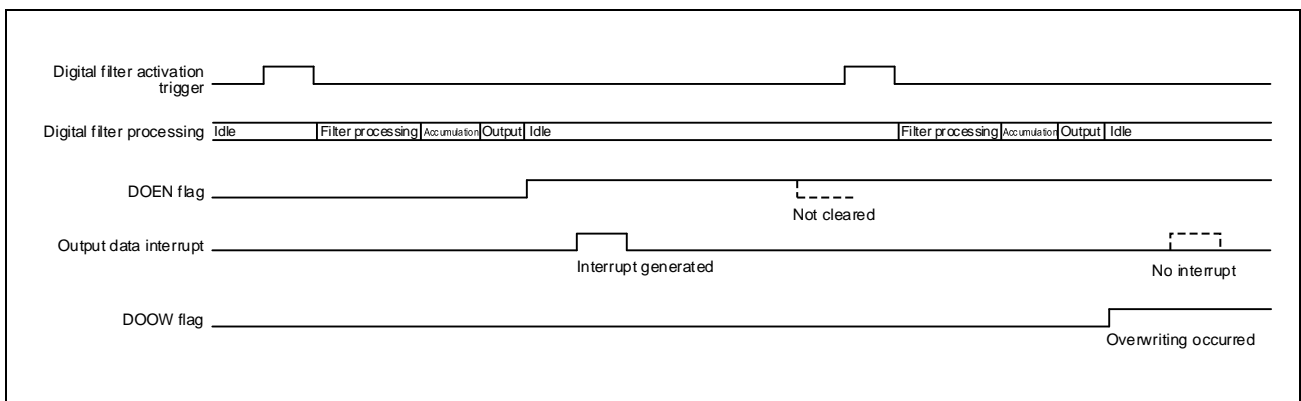 Digital filter activation
trigger
Digital filter processing
Idle
Filter processing
Accumulation
Output
Idle
Filter processing
Accumulation
Output
Idle
DOEN flag
Not cleared
Output data interrupt
Interrupt generated
No interrupt
DOOW flag
Overwriting occurred